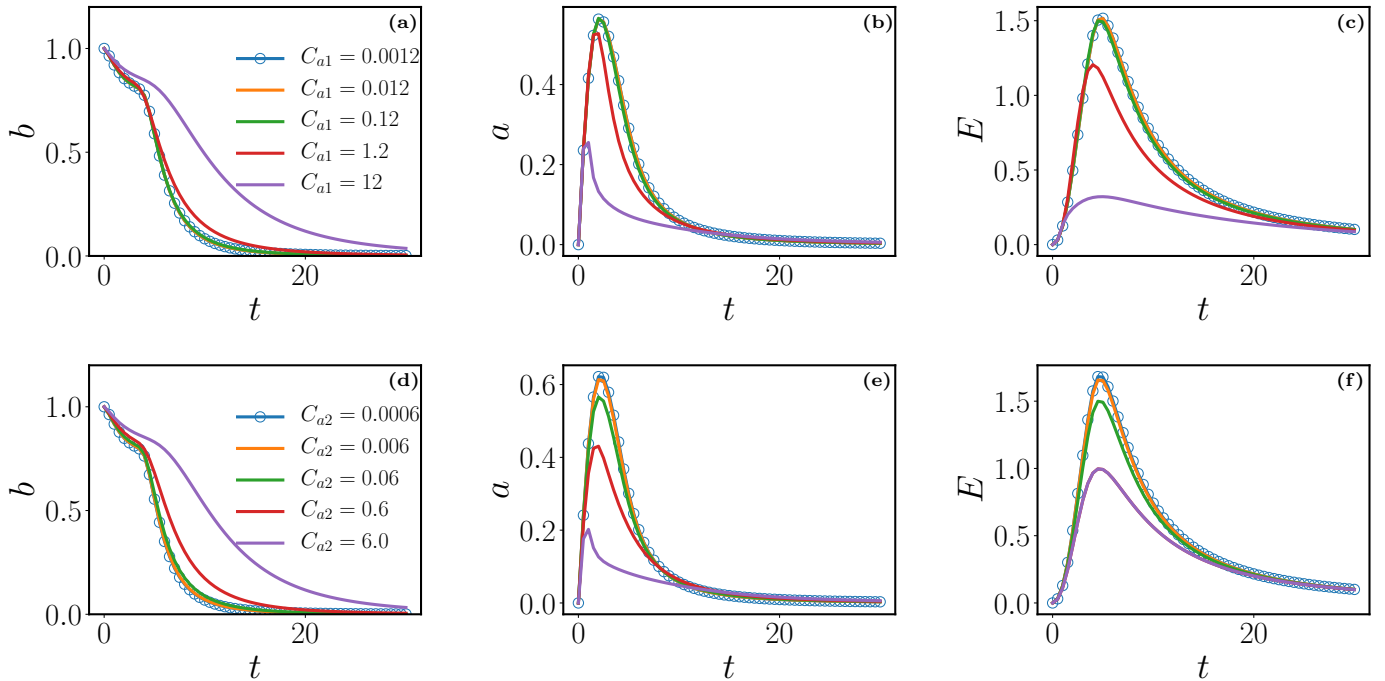 (a)
1.0
0.5
0.0
b
0
20
t
C_{a1} = 0.0012
C_{a1} = 0.012
C_{a1} = 0.12
C_{a1} = 1.2
C_{a1} = 12
(b)
0.4
0.2
0.0
a
0
20
t
(c)
1.5
1.0
0.5
0.0
E
0
20
t
(d)
1.0
0.5
0.0
b
0
20
t
C_{a2} = 0.0006
C_{a2} = 0.006
C_{a2} = 0.06
C_{a2} = 0.6
C_{a2} = 6.0
(e)
0.6
0.4
0.2
0.0
a
0
20
t
(f)
1.5
1.0
0.5
0.0
E
0
20
t